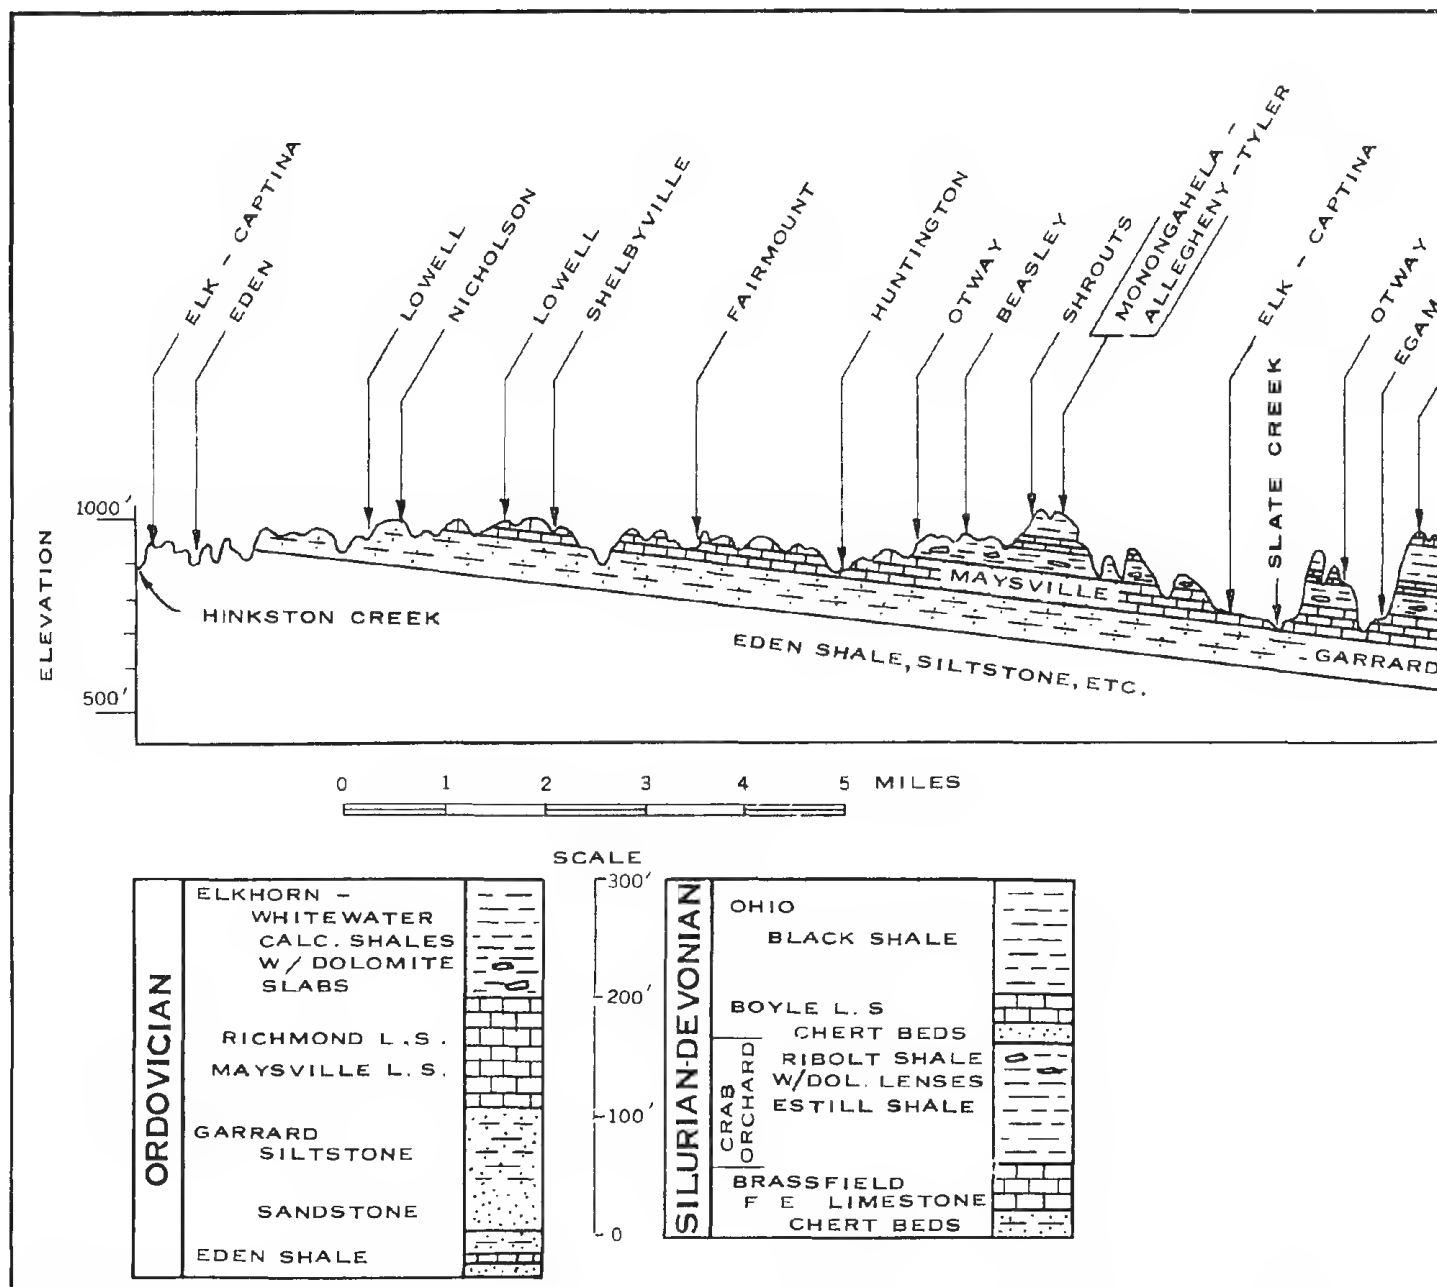 ELK - CAPTINA
EDEN
LOWELL
NICHOLSON
LOWELL
SHELBYVILLE
FAIRMOUNT
HUNTINGTON
OTWAY
BEASLEY
SHROUTS
MONONGAHELA -
ALLEGHENY - TYLER
ELK - CAPTINA
SLATE CREEK
OTWAY
EGAM
ELEVATION
1000'
500'
HINKSTON CREEK
MAYSVILLE
EDEN SHALE, SILTSTONE, ETC.
GARRARD
0 1 2 3 4 5 MILES
SCALE
300'
200'
100'
0
ORDOVICIAN
ELKHORN -
WHITEWATER
CALC. SHALES
W/ DOLOMITE
SLABS
RICHMOND L.S.
MAYSVILLE L.S.
GARRARD
SILTSTONE
SANDSTONE
EDEN SHALE
SILURIAN-DEVONIAN
OHIO
BLACK SHALE
BOYLE L.S
CHERT BEDS
CRAB
ORCHARD
RIBOLT SHALE
W/DOL. LENSES
ESTILL SHALE
BRASSFIELD
F E LIMESTONE
CHERT BEDS